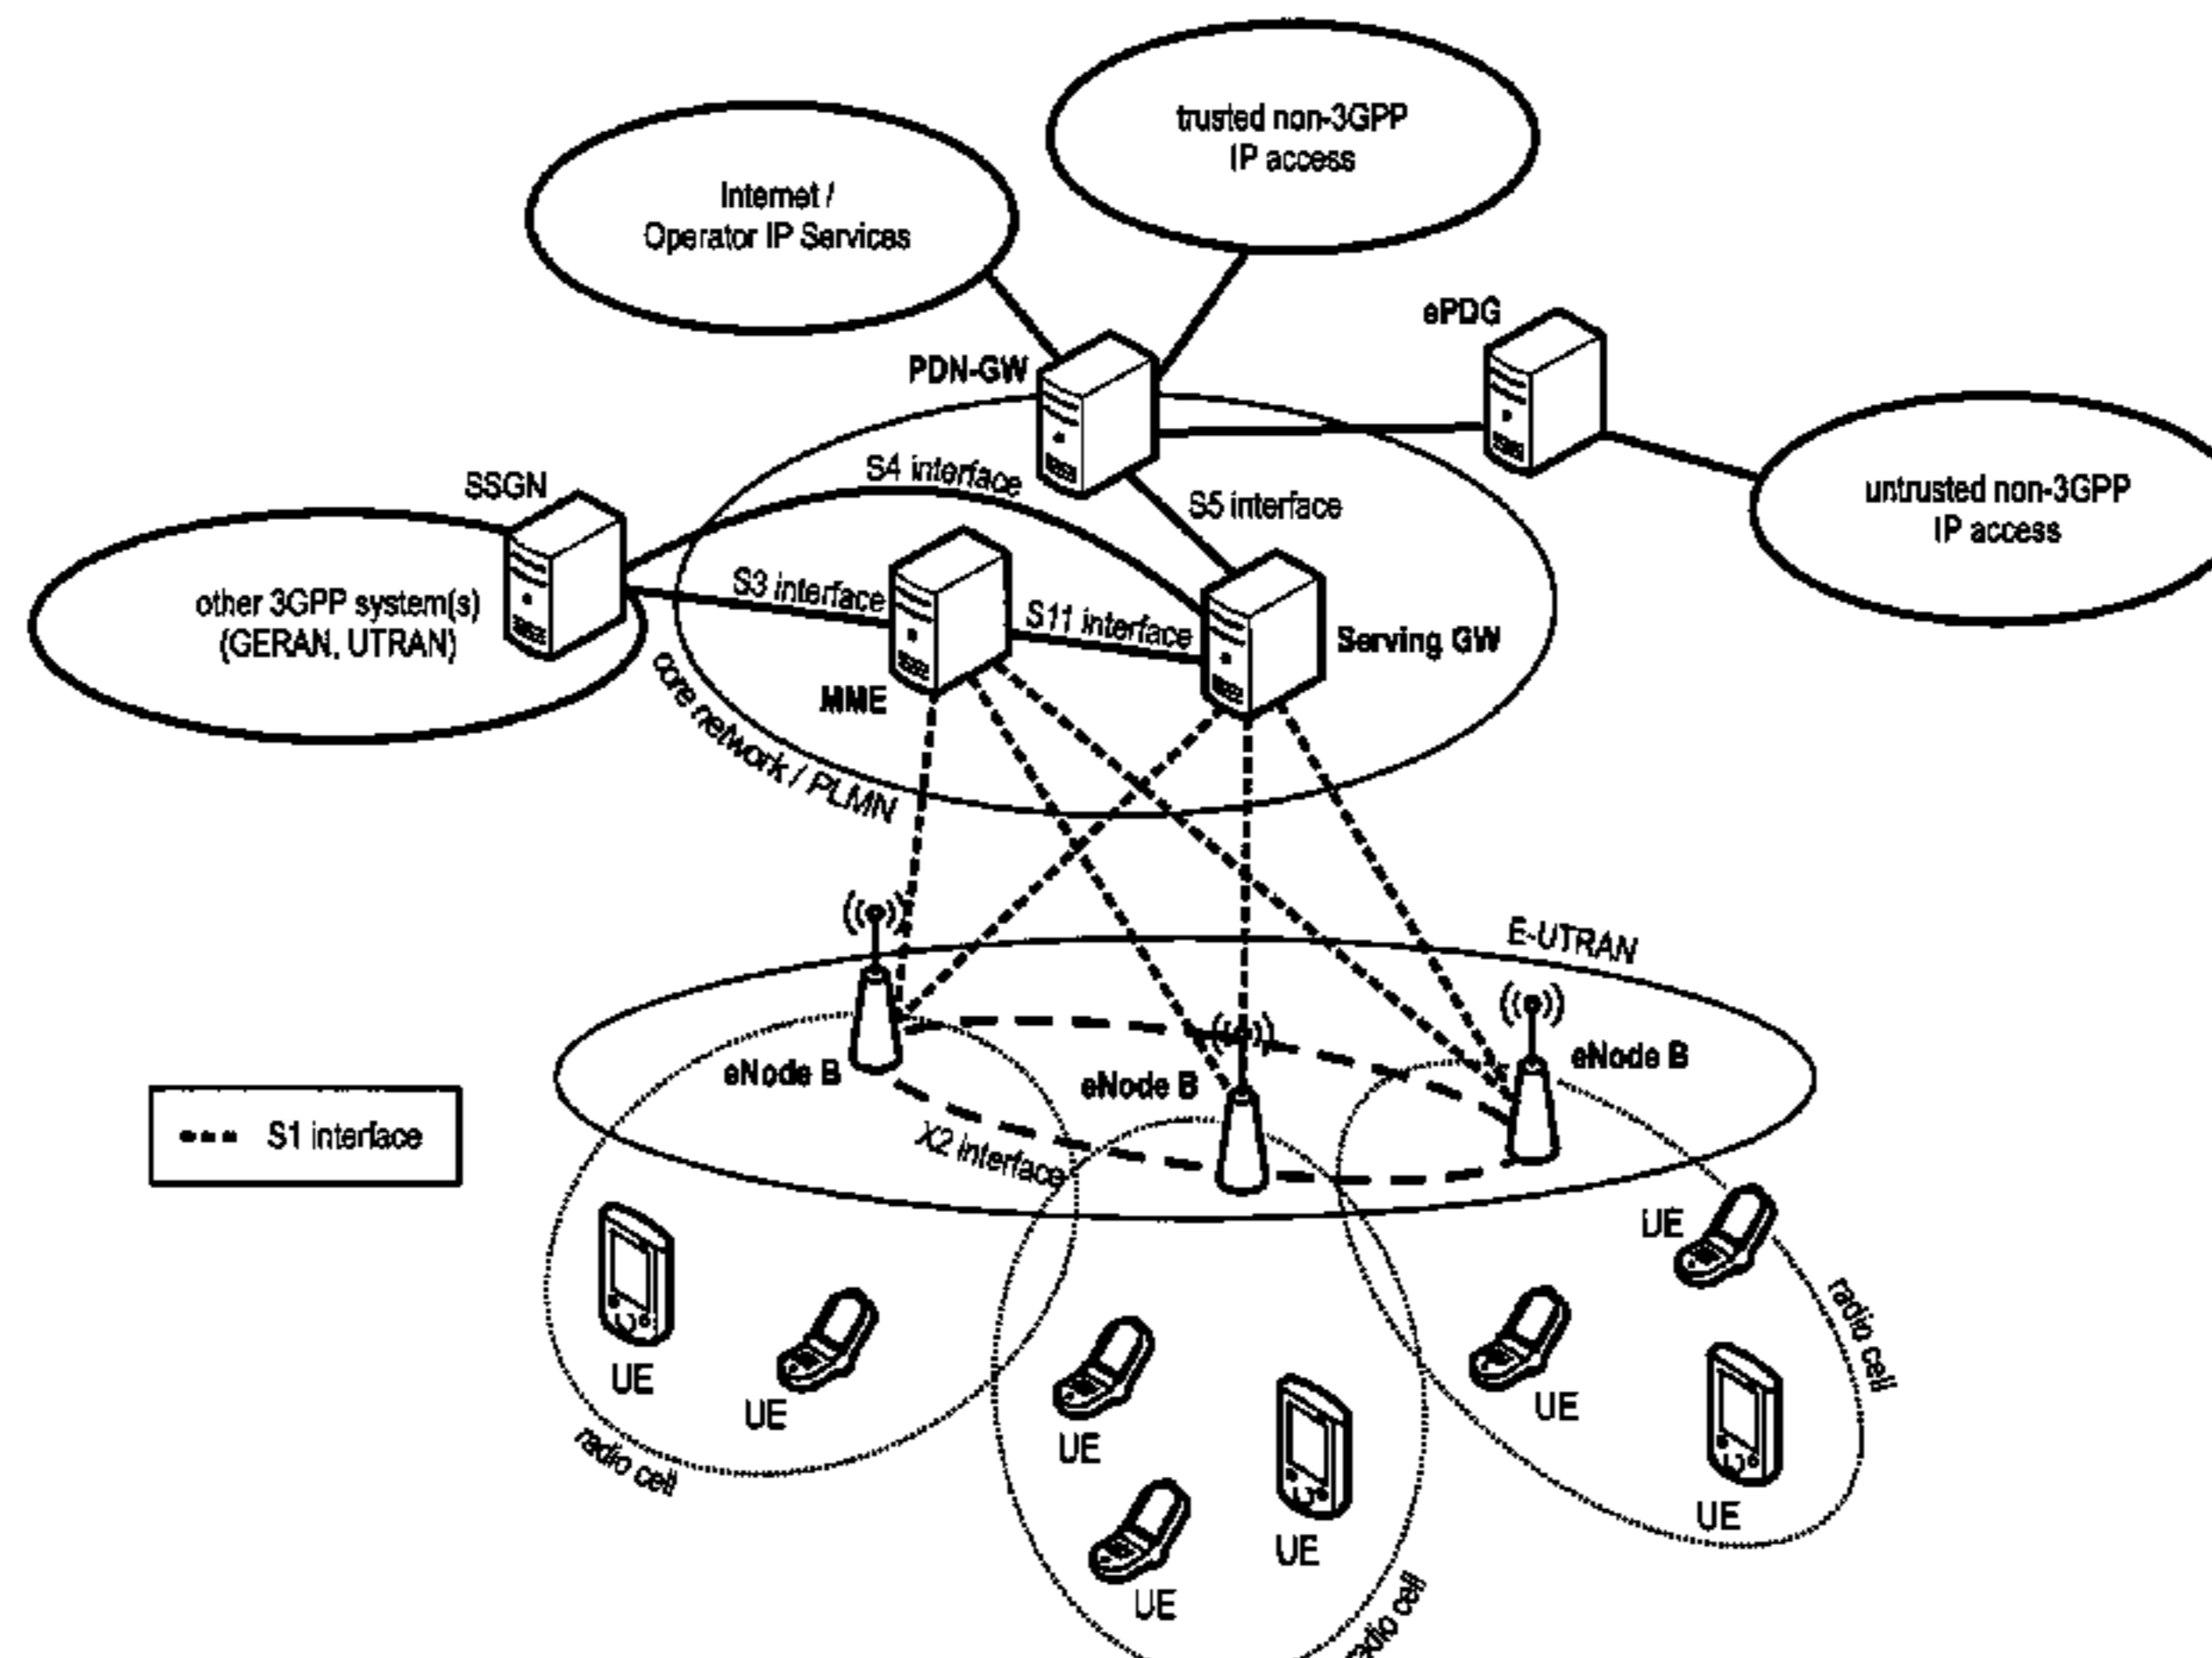 trusted non-3GPP
IP access
Internet /
Operator IP Services
ePDG
PDN-GW
S4 interface
SSGN
S5 interface
untrusted non-3GPP
IP access
S3 interface
other 3GPP system(s)
(GERAN, UTRAN)
S11 interface
Serving GW
MME
core network / PLMN
E-UTRAN
eNode B
eNode B
eNode B
S1 interface
X2 interface
UE
radio cell
UE
UE
UE
UE
radio cell
UE
UE
UE
radio cell